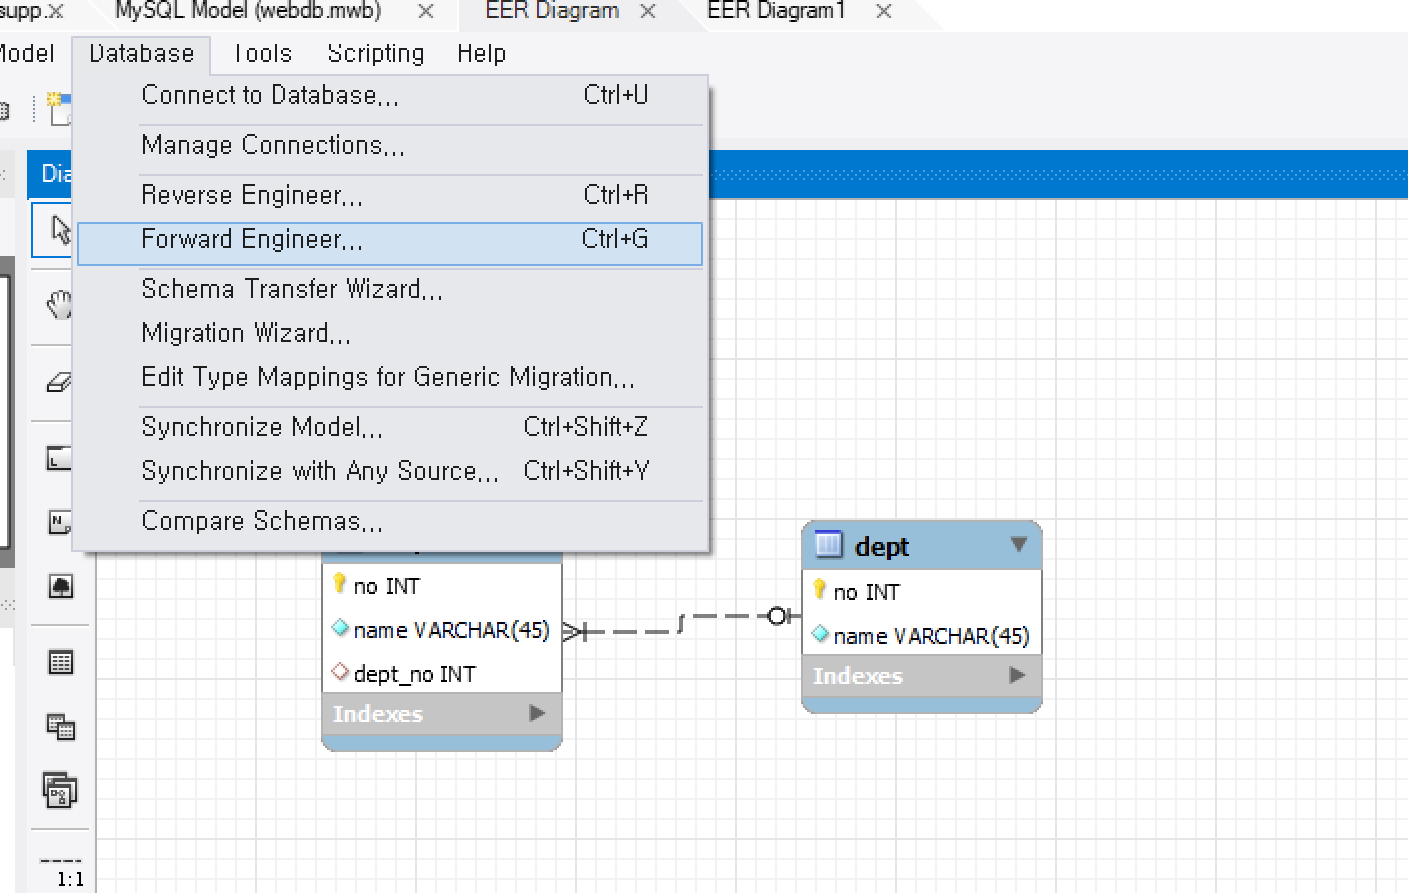 supp.×
MySQL Model (webdb.mwb) ×
EER Diagram ×
EER Diagram1 ×
Model Database Tools Scripting Help
Connect to Database... Ctrl+U
Manage Connections...
Reverse Engineer... Ctrl+R
Forward Engineer... Ctrl+G
Schema Transfer Wizard...
Migration Wizard...
Edit Type Mappings for Generic Migration...
Synchronize Model... Ctrl+Shift+Z
Synchronize with Any Source... Ctrl+Shift+Y
Compare Schemas...
Dia
no INT
name VARCHAR(45)
dept_no INT
Indexes
dept
no INT
name VARCHAR(45)
Indexes
1:1